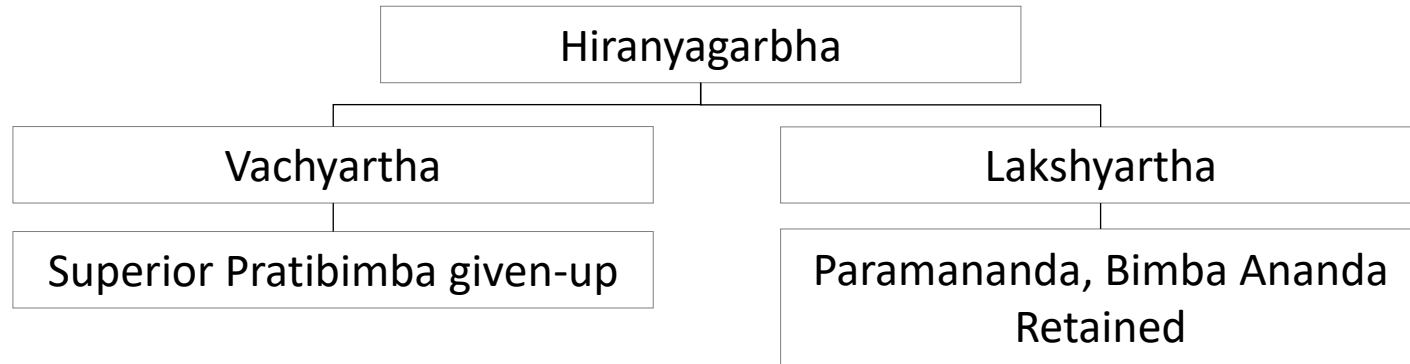 Hiranyagarbha
Vachyartha
Lakshyartha
Superior Pratibimba given-up
Paramananda, Bimba Ananda
Retained